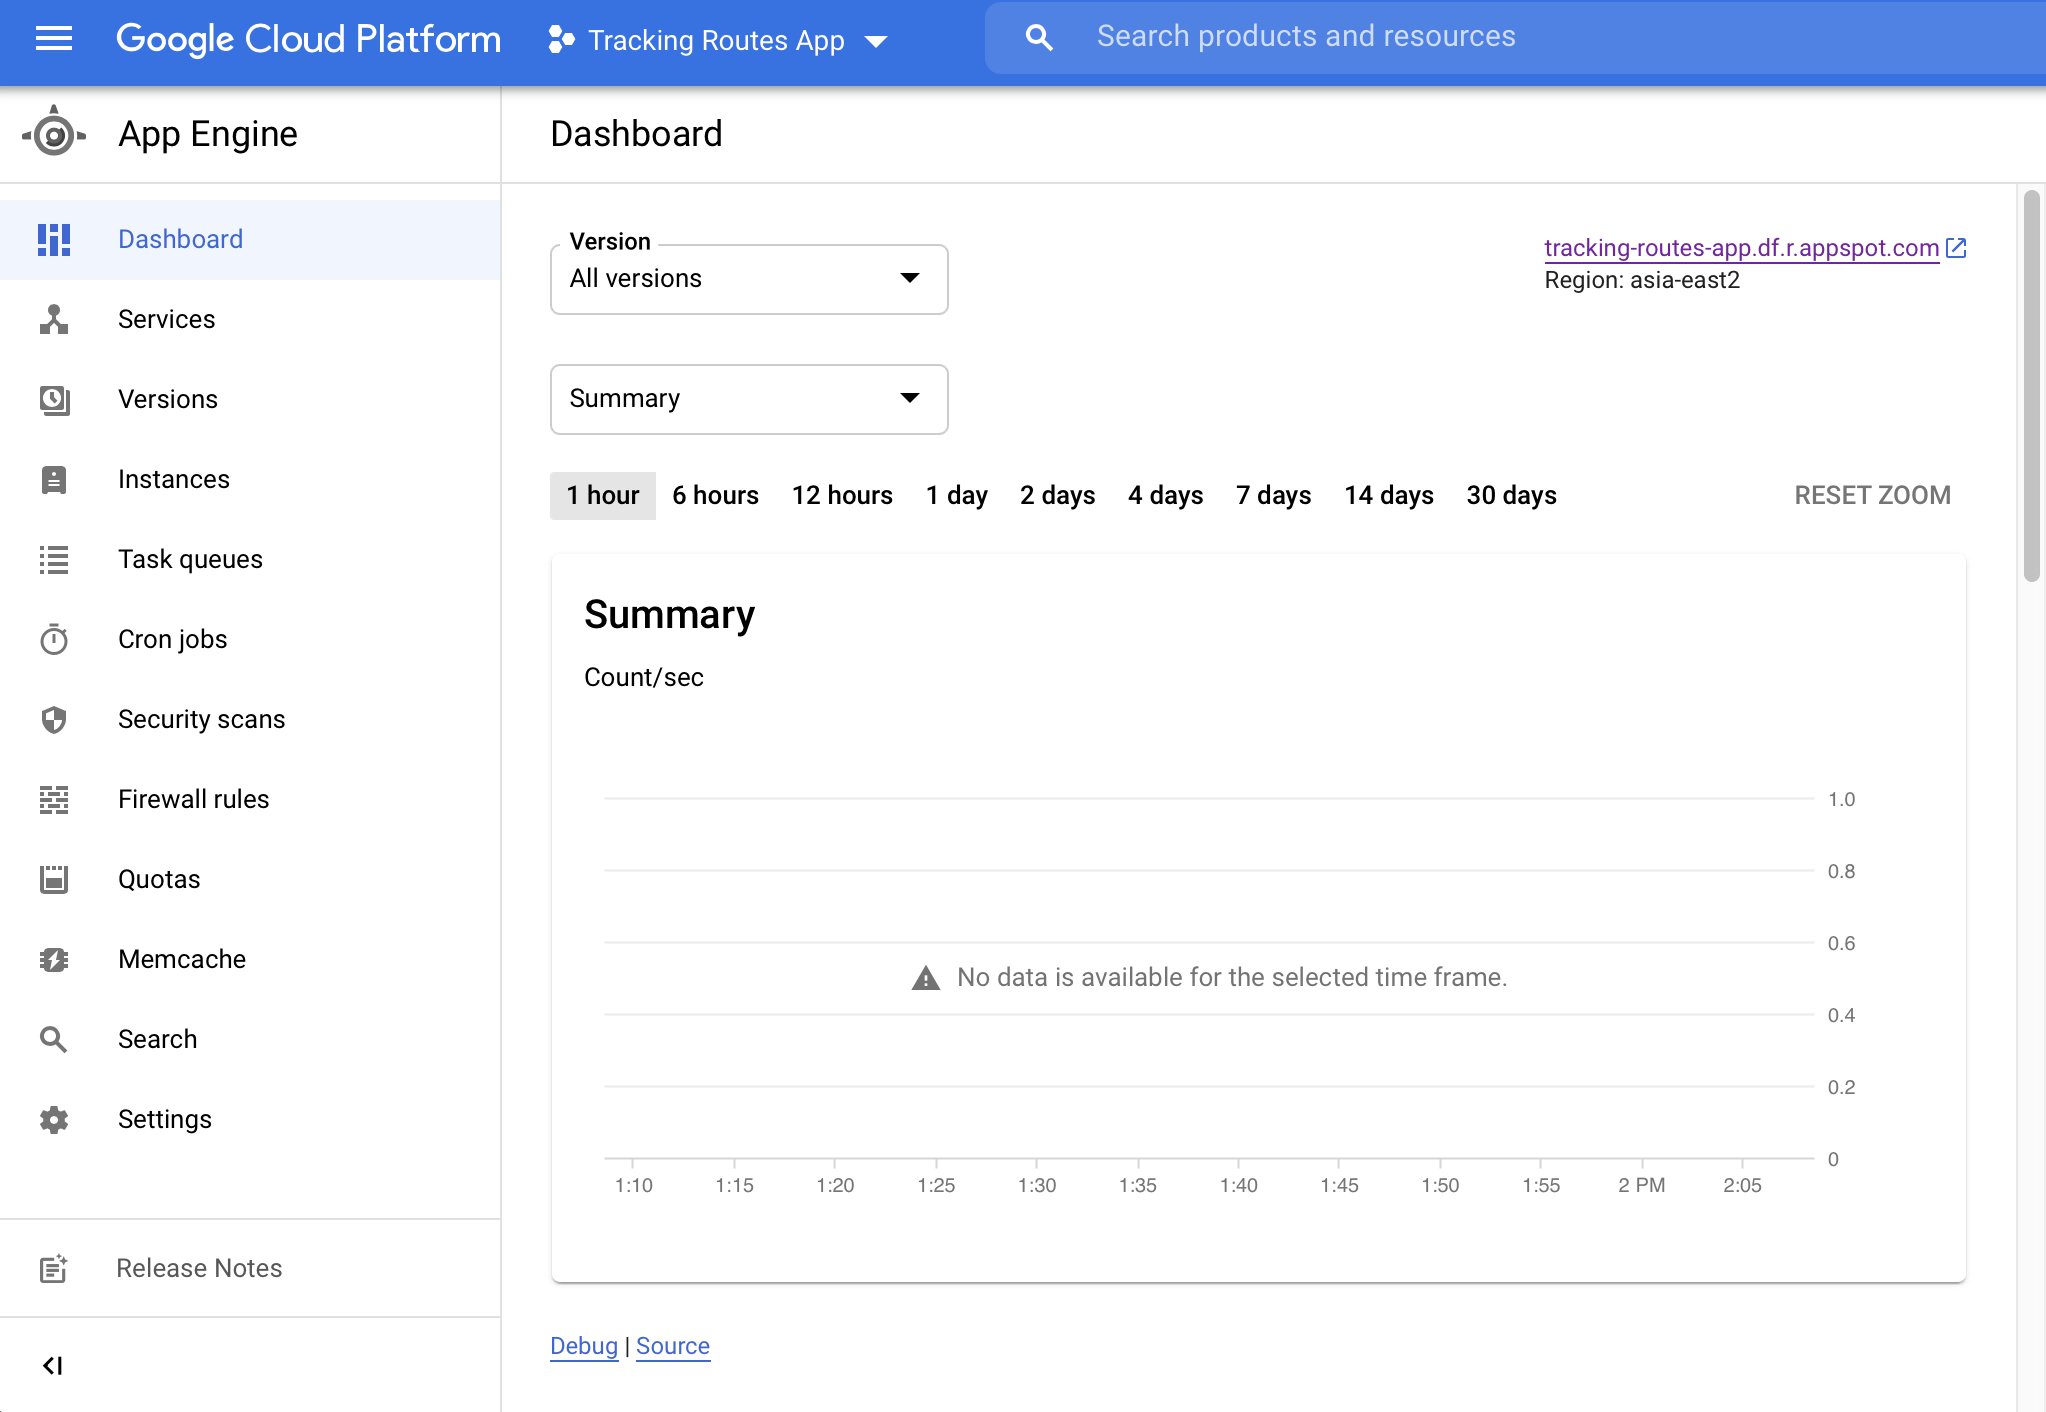 Google Cloud Platform
Tracking Routes App
Search products and resources
App Engine
Dashboard
Services
Versions
Instances
Task queues
Cron jobs
Security scans
Firewall rules
Quotas
Memcache
Search
Settings
Release Notes
Dashboard
Version
All versions
tracking-routes-app.df.r.appspot.com
Region: asia-east2
Summary
1 hour 6 hours 12 hours 1 day 2 days 4 days 7 days 14 days 30 days RESET ZOOM
Summary
Count/sec
1.0
0.8
0.6
No data is available for the selected time frame.
0.4
0.2
0
1:10 1:15 1:20 1:25 1:30 1:35 1:40 1:45 1:50 1:55 2 PM 2:05
Debug | Source